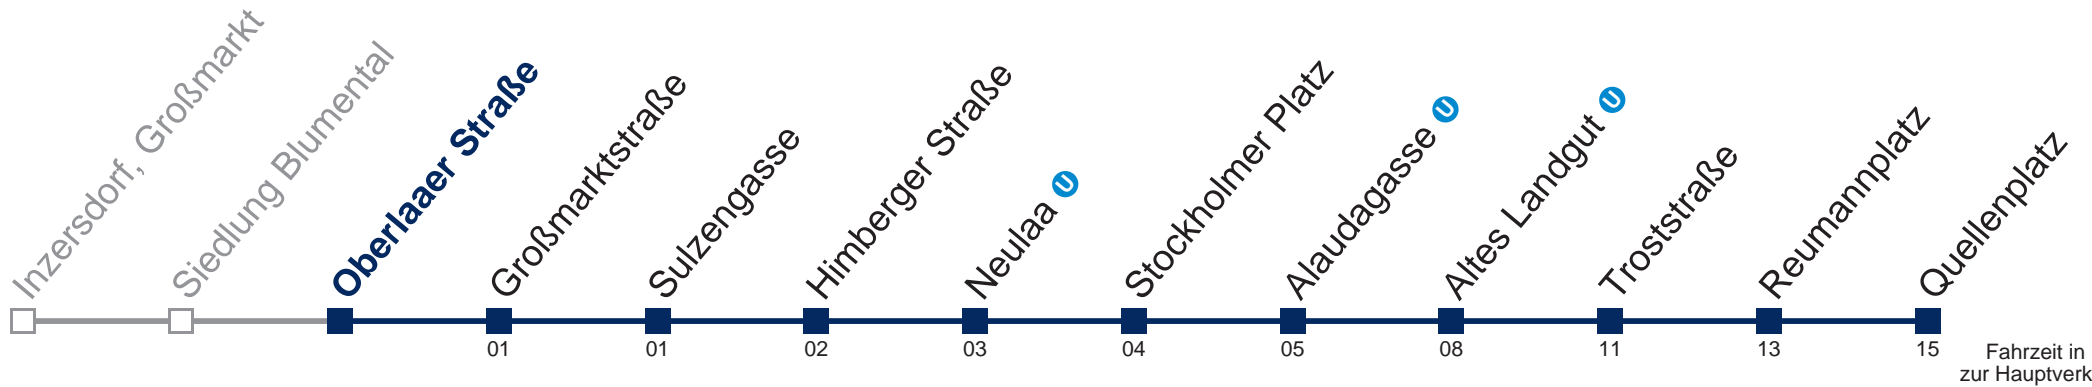 Inzersdorf, Großmarkt
Siedlung Blumental
Oberlaaer Straße
Großmarktstraße
Sulzengasse
Himberger Straße
Neulaa U
Stockholmer Platz
Alaudagasse U
Altes Landgut U
Troststraße
Reumannplatz
Quellenplatz
01 01 02 03 04 05 08 11 13 15
Fahrzeit in
zur Hauptverk